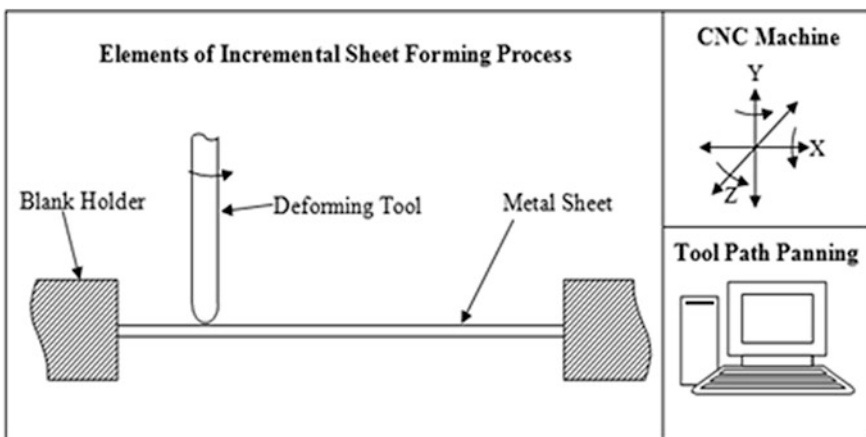 Elements of Incremental Sheet Forming Process
Blank Holder
Deforming Tool
Metal Sheet
CNC Machine
Y
X
Z
Tool Path Panning